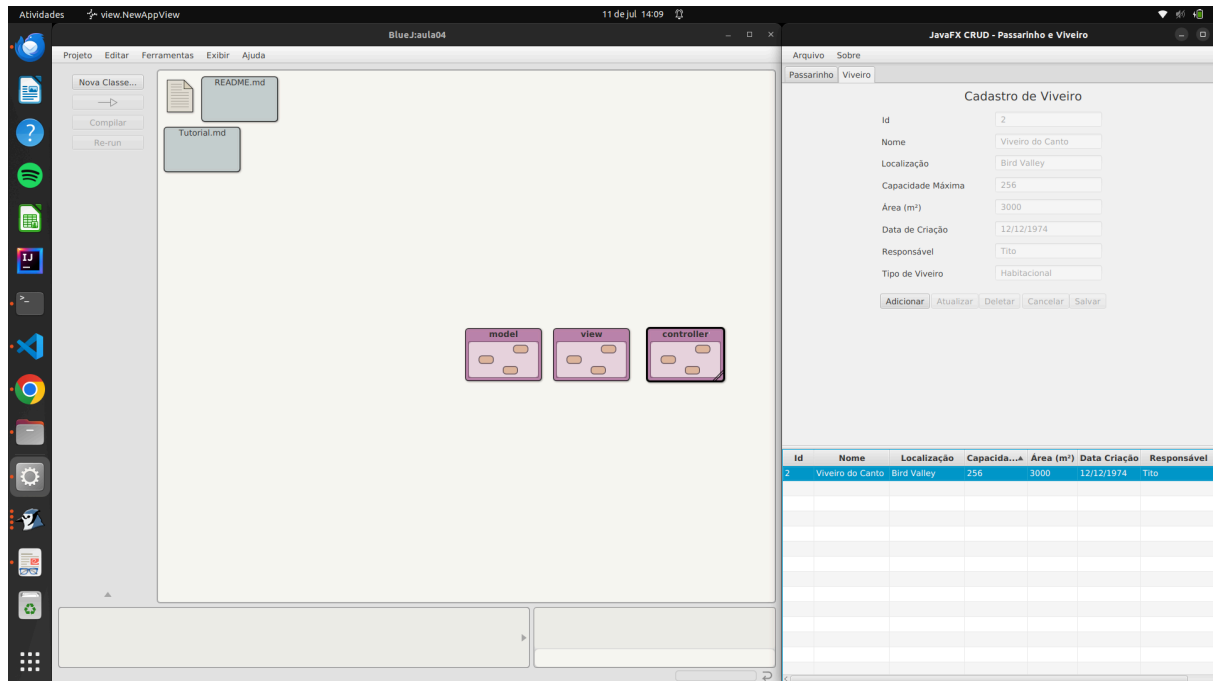 Atividades view.NewAppView 11 de jul 14:09
BlueJ:aula04
Projeto Editar Ferramentas Exibir Ajuda
Nova Classe...
Compilar
Re-run
README.md
Tutorial.md
model view controller
JavaFX CRUD - Passarinho e Viveiro
Arquivo Sobre
Passarinho Viveiro
Cadastro de Viveiro
Id 2
Nome Viveiro do Canto
Localização Bird Valley
Capacidade Máxima 256
Área (m²) 3000
Data de Criação 12/12/1974
Responsável Tito
Tipo de Viveiro Habitacional
Adicionar Atualizar Deletar Cancelar Salvar
Id Nome Localização Capacida... Área (m²) Data Criação Responsável
2 Viveiro do Canto Bird Valley 256 3000 12/12/1974 Tito